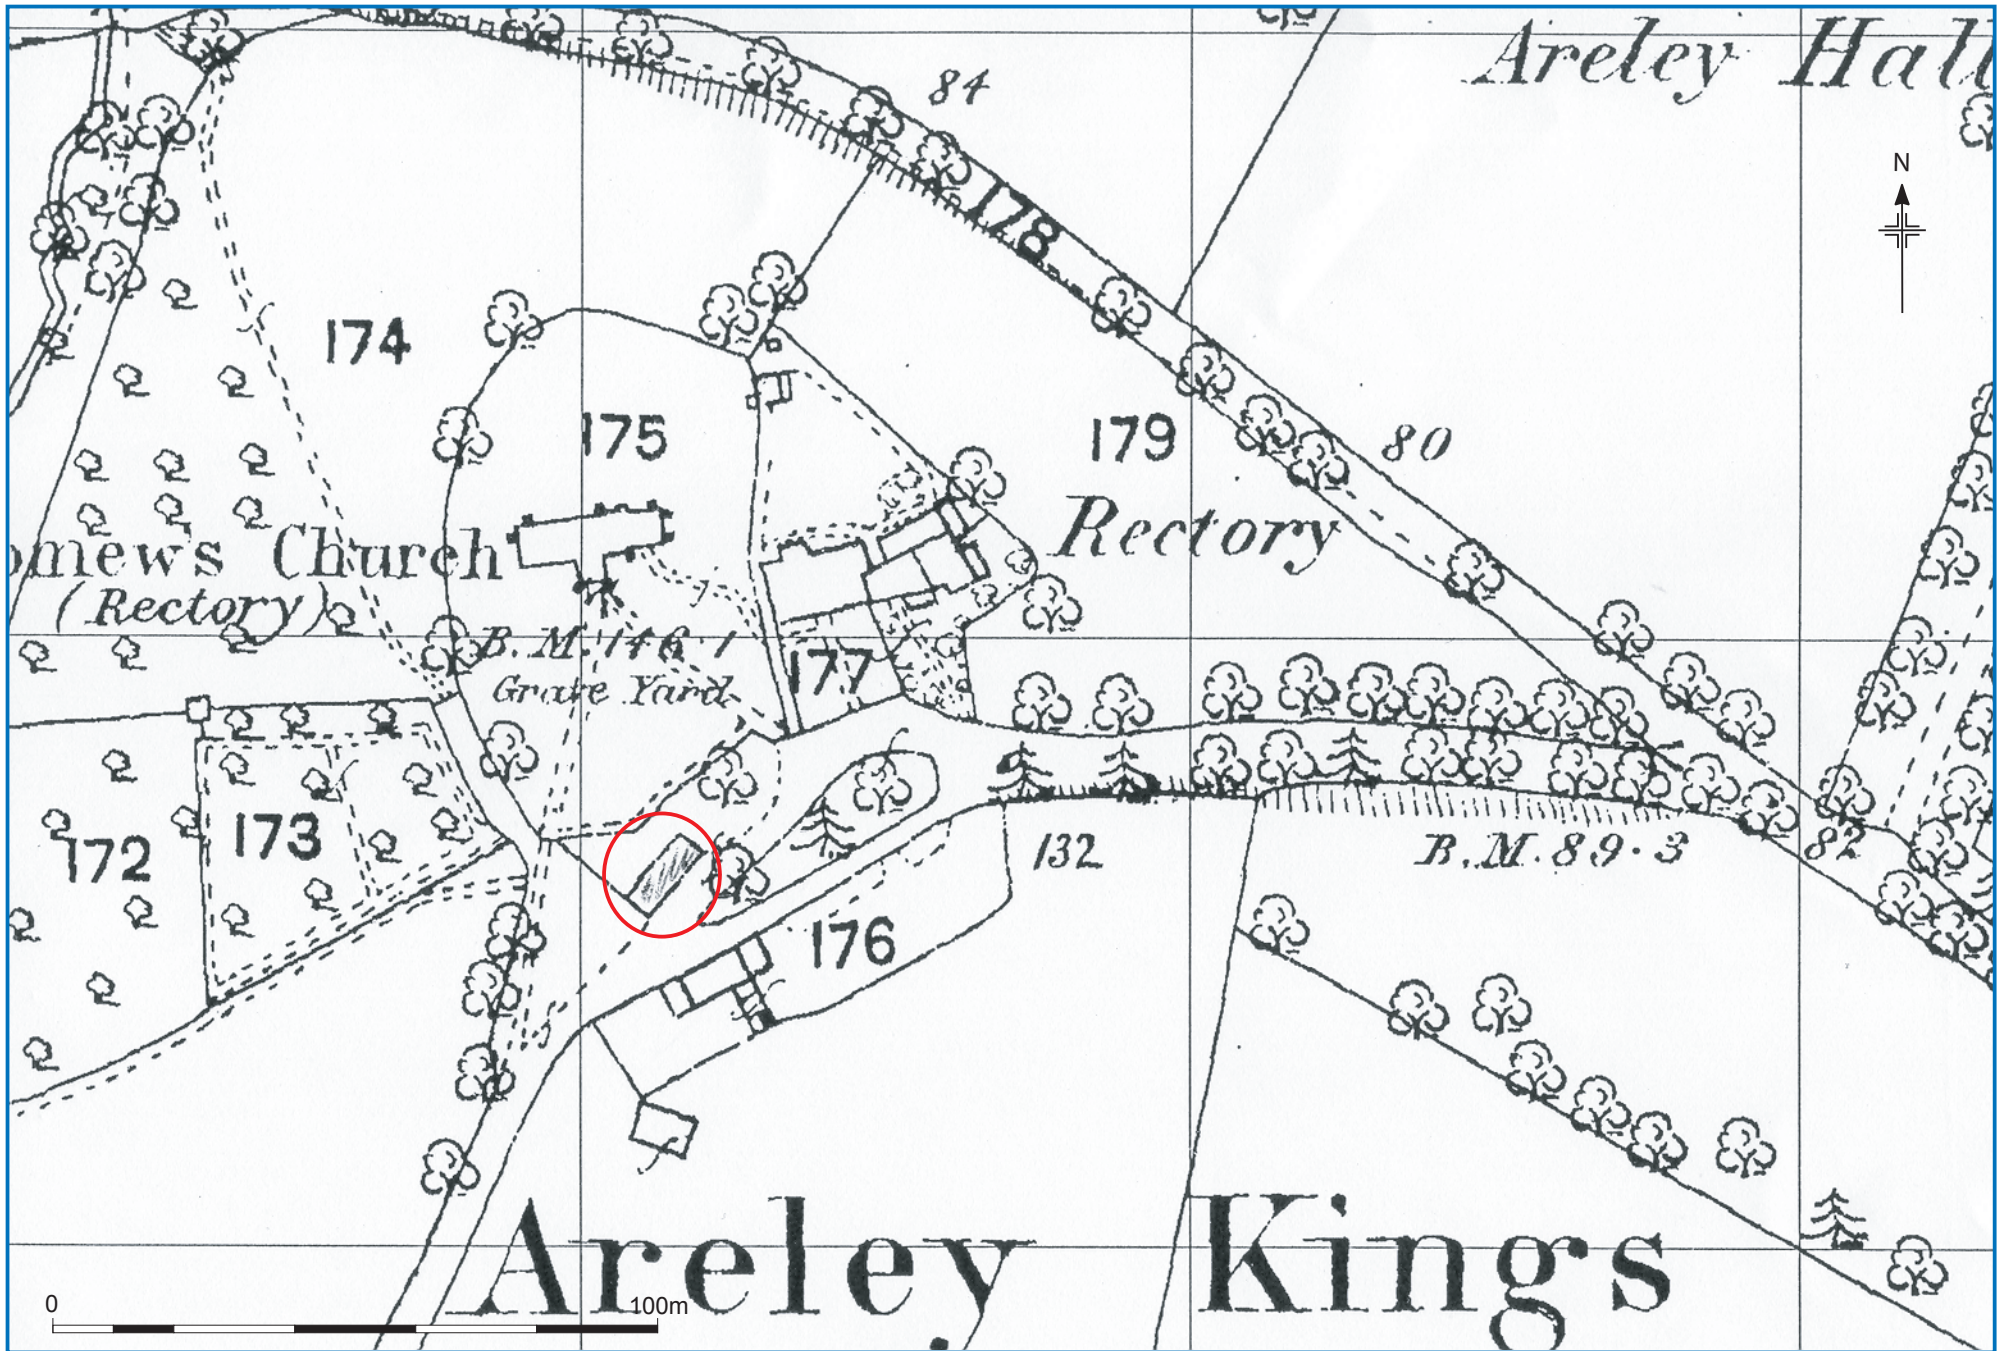 Areley Hall
84
N
178
174
175
179
80
Rectory
omew's Church
(Rectory)
B.M.146·1
Grave Yard
177
173
172
132
B.M.89·3
82
176
Areley Kings
0
100m